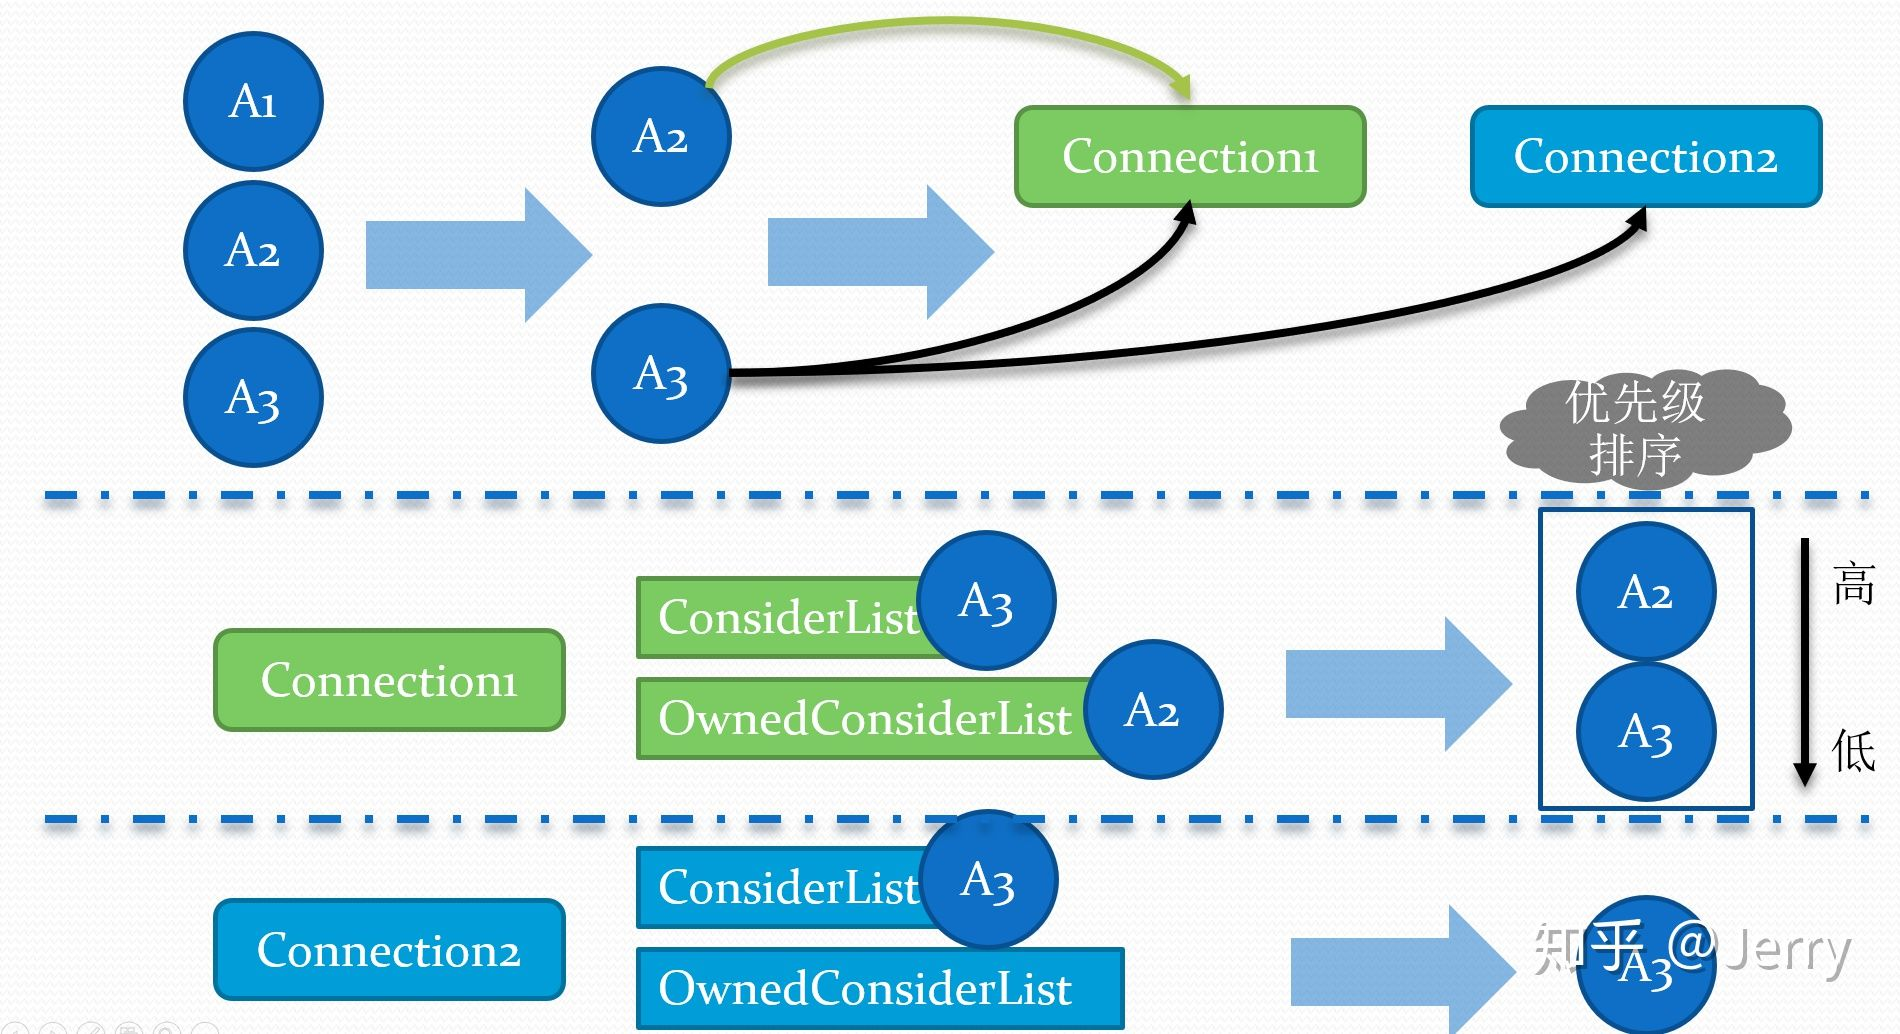 A1
A2
A3
A2
A3
Connection1
Connection2
优先级
排序
Connection1
ConsiderList
A3
OwnedConsiderList
A2
A2
A3
高
低
Connection2
ConsiderList
A3
OwnedConsiderList
A3
知乎 @Jerry